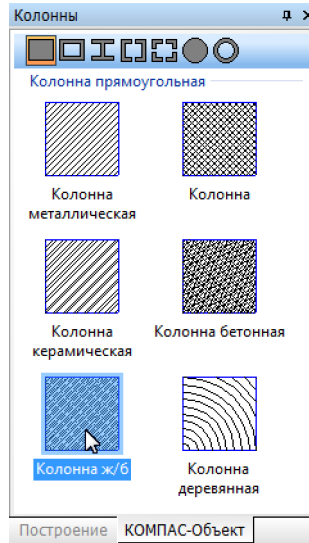 Колонны
Колонна прямоугольная
Колонна
металлическая
Колонна
Колонна
керамическая
Колонна бетонная
Колонна ж/б
Колонна
деревянная
Построение
КОМПАС-Объект